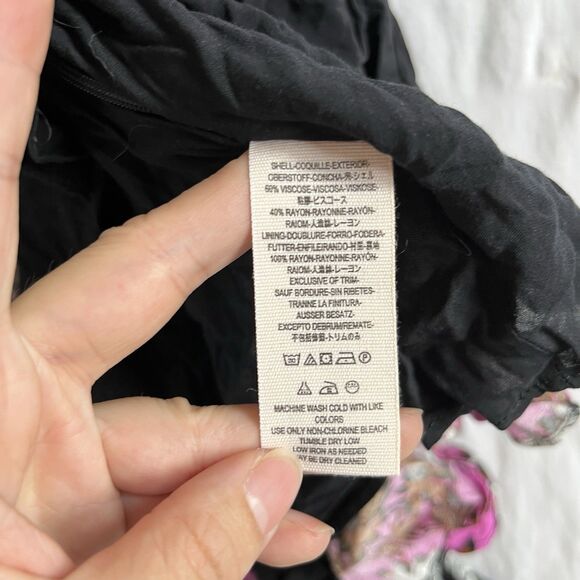 SHELL-COQUILLE-EXTERIOR-
OBERSTOFF-CONCHA-壳-シェル
60% VISCOSE-VISCOSA-VISKOSE-
粘膠-ビスコース
40% RAYON-RAYONNE-RAYÓN-
RAIOM-人造絲-レーヨン
LINING-DOUBLURE-FORRO-FODERA-
FUTTER-ENFILEIRANDO-村里-裏地
100% RAYON-RAYONNE-RAYÓN-
RAIOM-人造絲-レーヨン
EXCLUSIVE OF TRIM-
SAUF BORDURE-SIN RIBETES-
TRANNE LA FINITURA-
AUSSER BESATZ-
EXCEPTO DEBRUM/REMATE-
不包括裙邊-トリムのみ
MACHINE WASH COLD WITH LIKE
COLORS
USE ONLY NON-CHLORINE BLEACH
TUMBLE DRY LOW
LOW IRON AS NEEDED
MAY BE DRY CLEANED